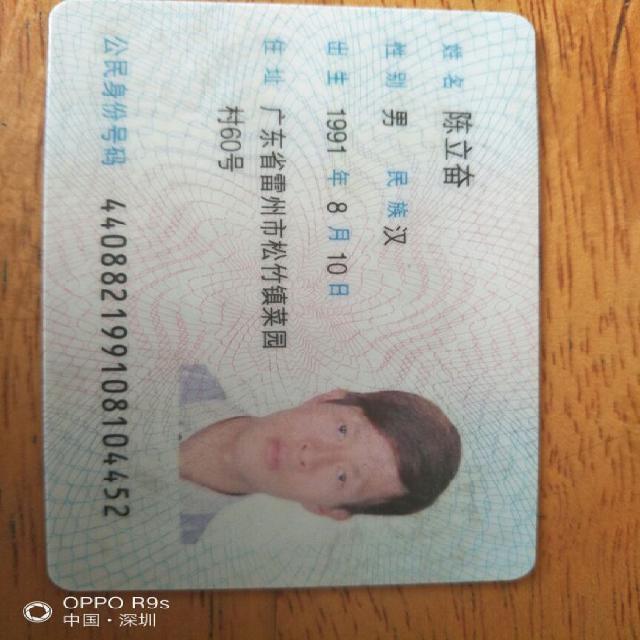 姓名 陈立奋
性别 男 民族 汉
出生 1991 年 8 月 10 日
住址 广东省雷州市松竹镇菜园
村60号
公民身份号码 440882199108104452
OPPO R9s
中国·深圳